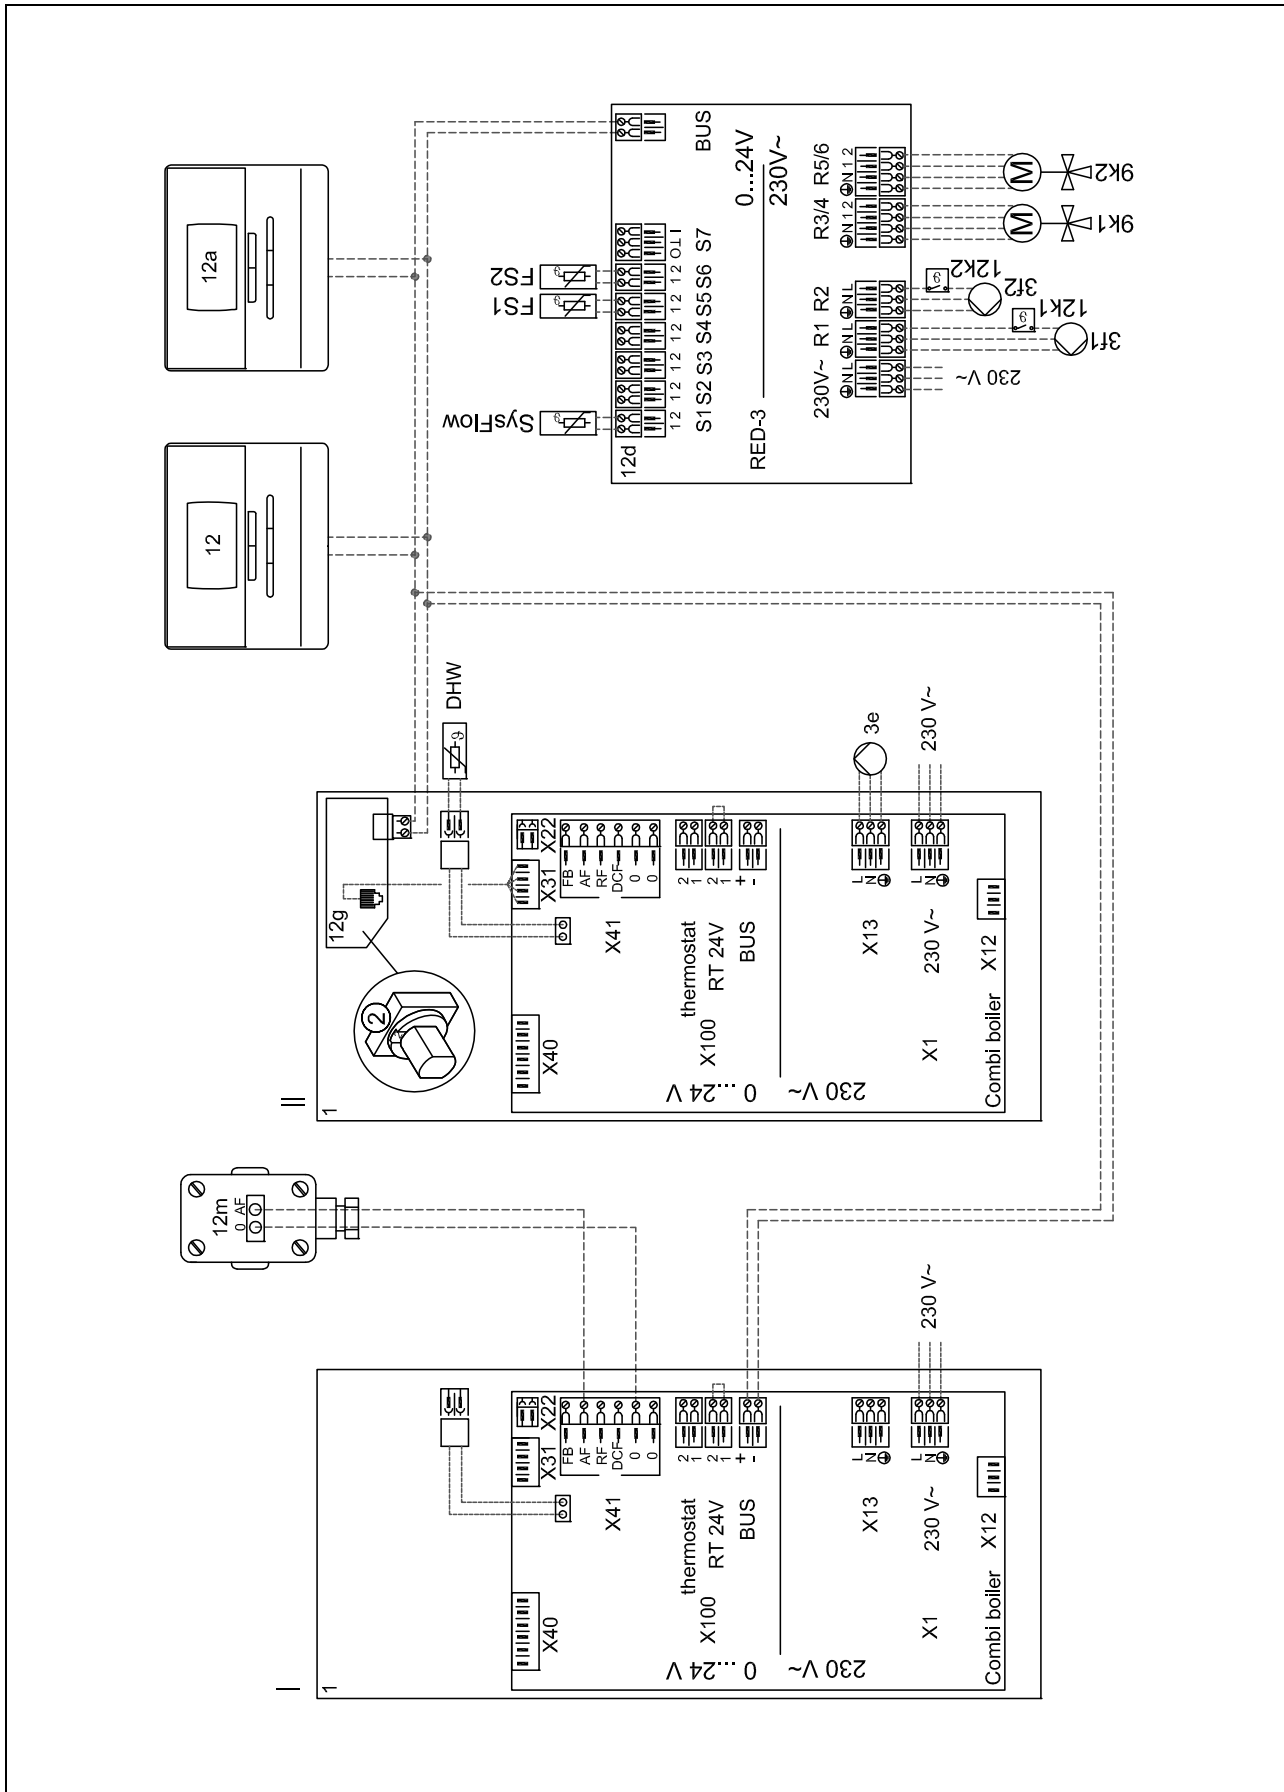 I
1
X40
X31
X22
FB
AF
RF
DCF
0
0
X41
2
1
2
1
+
-
thermostat
RT 24V
BUS
X100
0...24 V
230 V~
L
N
X13
L
N
230 V~
X1
X12
Combi boiler
230 V~
12m
0 AF
II
1
12g
2
X40
X31
X22
FB
AF
RF
DCF
0
0
X41
2
1
2
1
+
-
thermostat
RT 24V
BUS
X100
0...24 V
230 V~
L
N
X13
L
N
230 V~
X1
X12
Combi boiler
DHW
ϑ
3e
230 V~
12
12a
SysFlow
ϑ
FS1
ϑ
FS2
ϑ
12d
1 2
1 2
1 2
1 2
1 2
1 2
O T I
S1 S2 S3 S4 S5 S6 S7
BUS
RED-3
0...24V
230V~
230V~ R1 R2 R3/4 R5/6
N L
N L
N L
N 1 2
N 1 2
230 V~
3f1
12k1
ϑ
3f2
12k2
ϑ
M
9k1
M
9k2